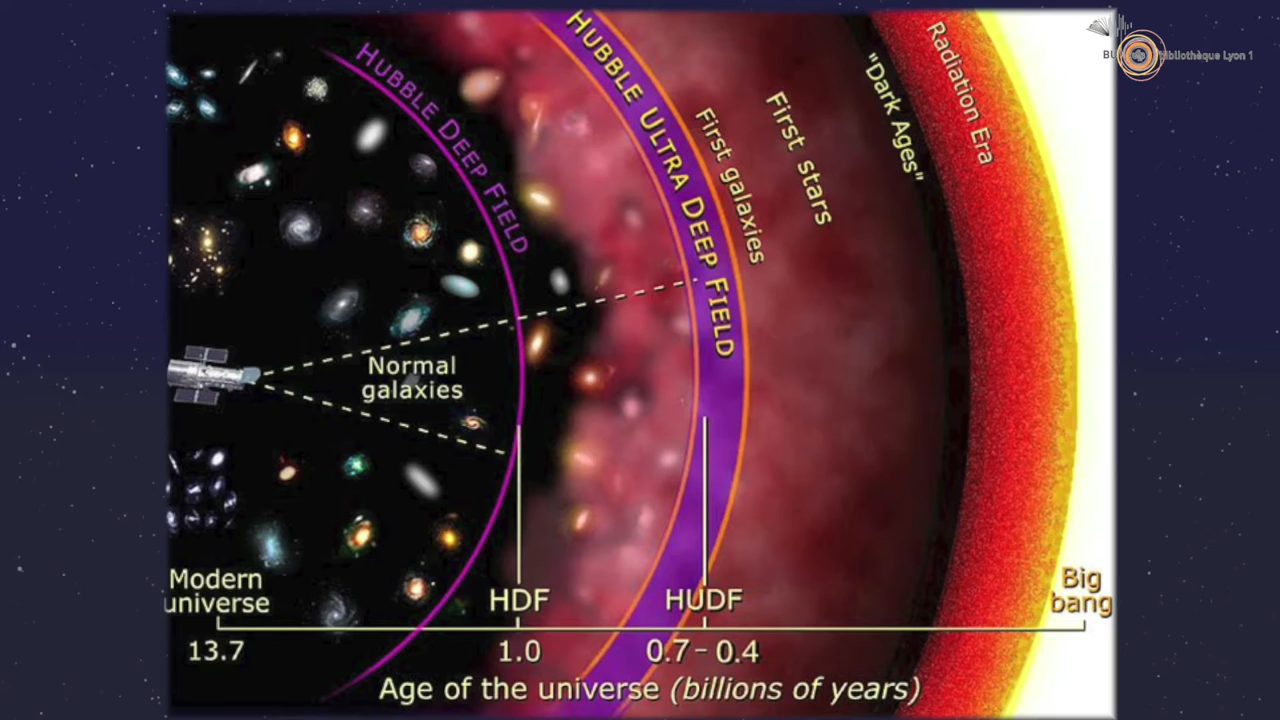 Bibliothèque Lyon 1
HUBBLE DEEP FIELD
HUBBLE ULTRA DEEP FIELD
First galaxies
First stars
"Dark Ages"
Radiation Era
Normal
galaxies
Modern
universe
HDF
HUDF
Big
bang
13.7
1.0
0.7 - 0.4
Age of the universe (billions of years)